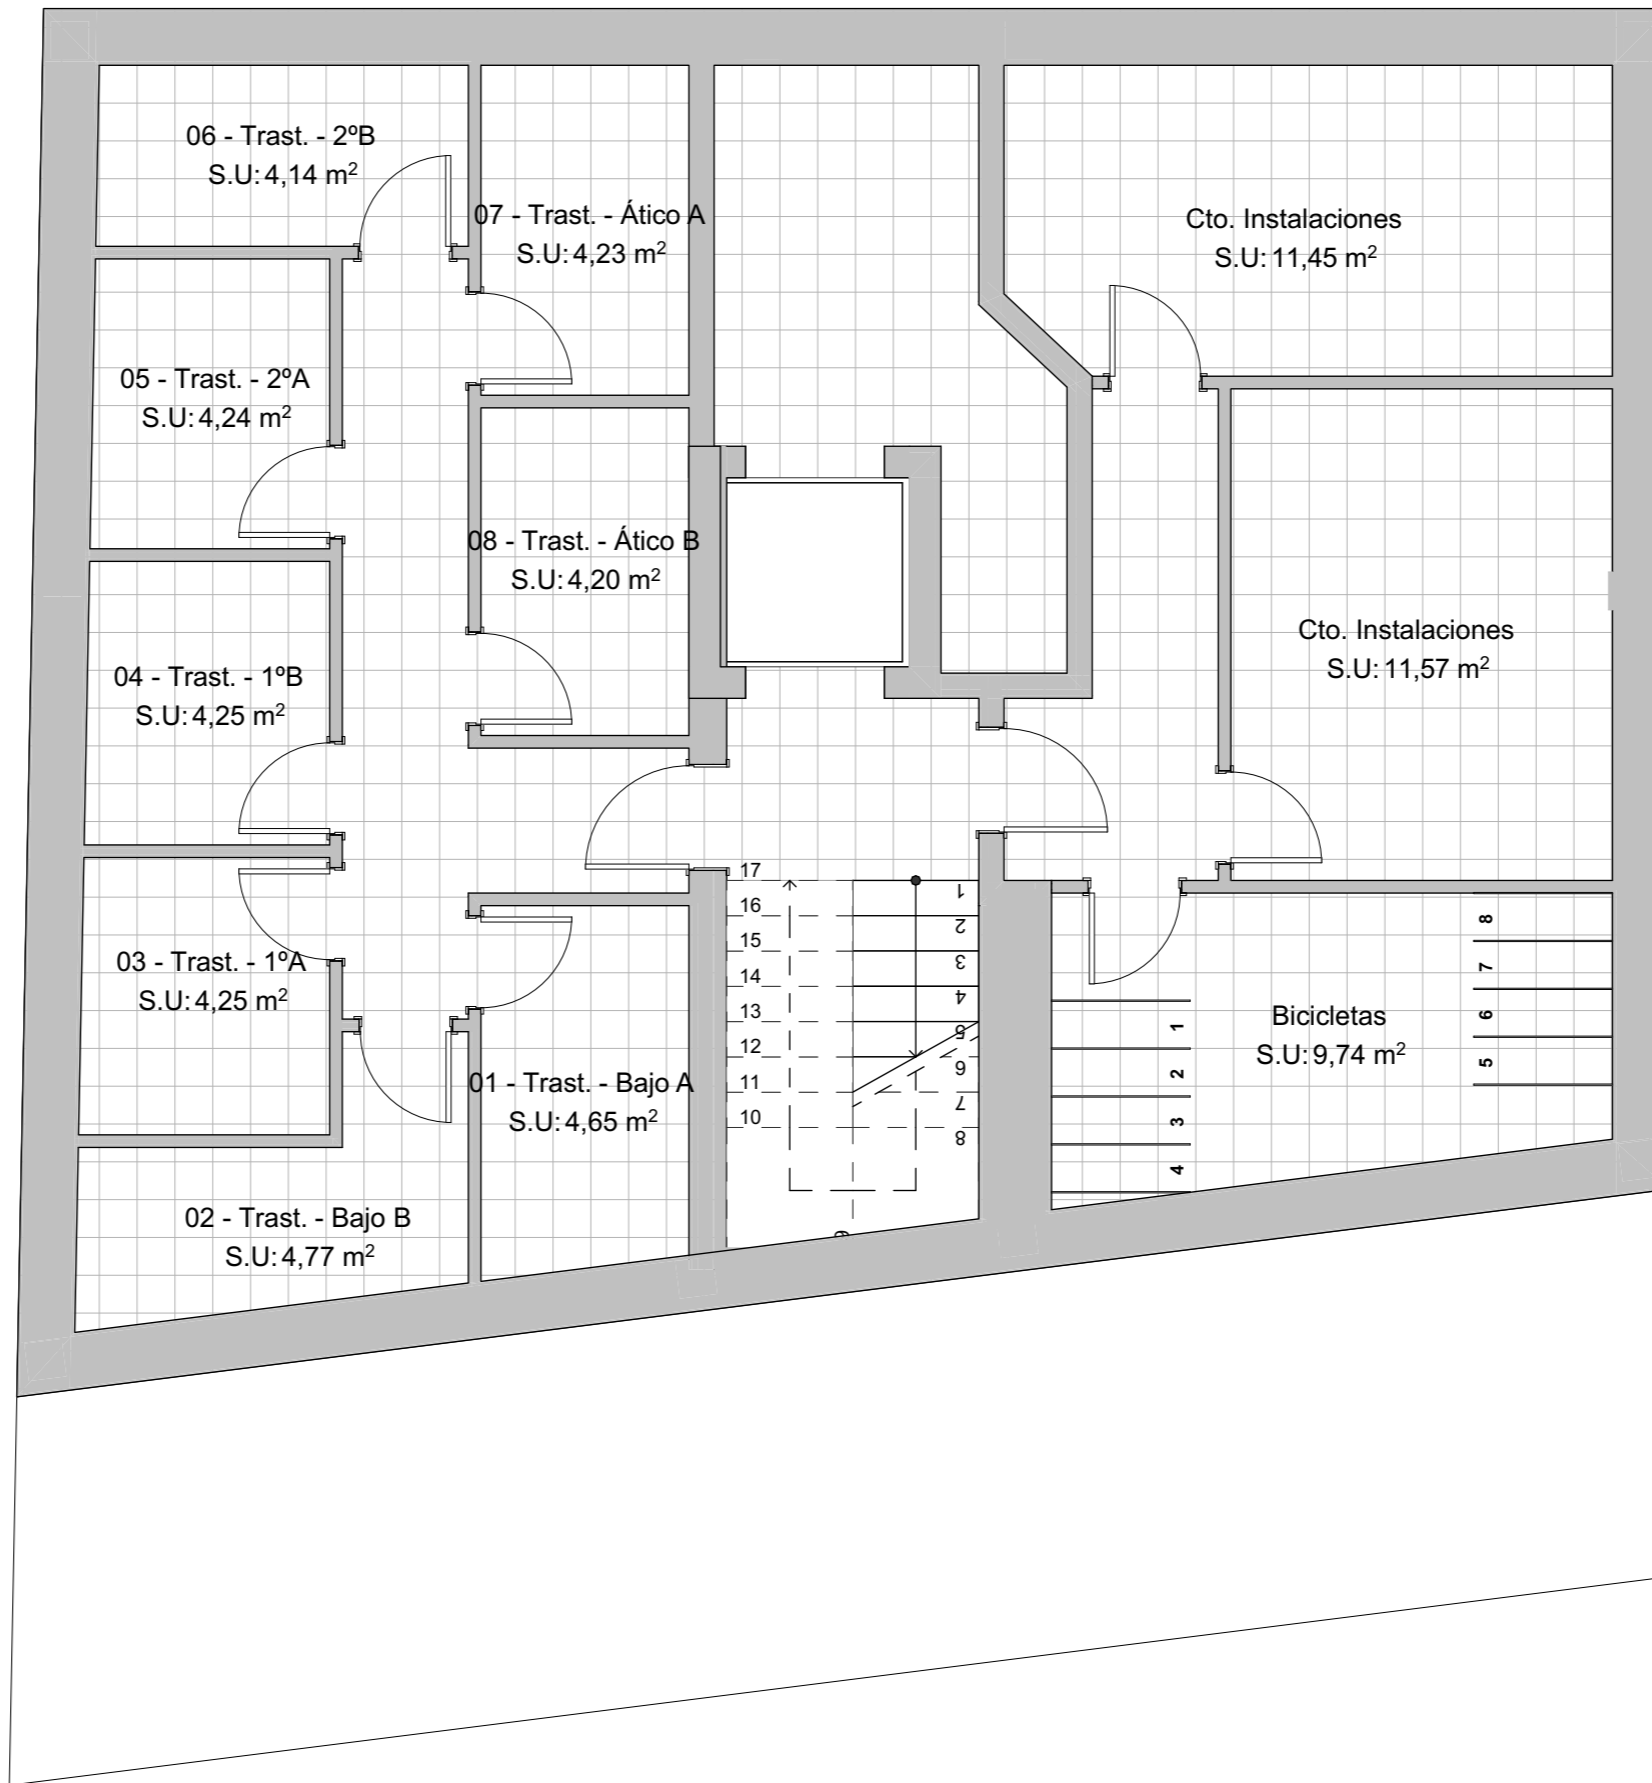 06 - Trast. - 2ºB
S.U: 4,14 m²
07 - Trast. - Ático A
S.U: 4,23 m²
Cto. Instalaciones
S.U: 11,45 m²
05 - Trast. - 2ºA
S.U: 4,24 m²
08 - Trast. - Ático B
S.U: 4,20 m²
Cto. Instalaciones
S.U: 11,57 m²
04 - Trast. - 1ºB
S.U: 4,25 m²
03 - Trast. - 1ºA
S.U: 4,25 m²
01 - Trast. - Bajo A
S.U: 4,65 m²
02 - Trast. - Bajo B
S.U: 4,77 m²
17
16
15
14
13
12
11
10
1
2
3
4
5
6
7
8
9
Bicicletas
S.U: 9,74 m²
1
2
3
4
8
7
6
5